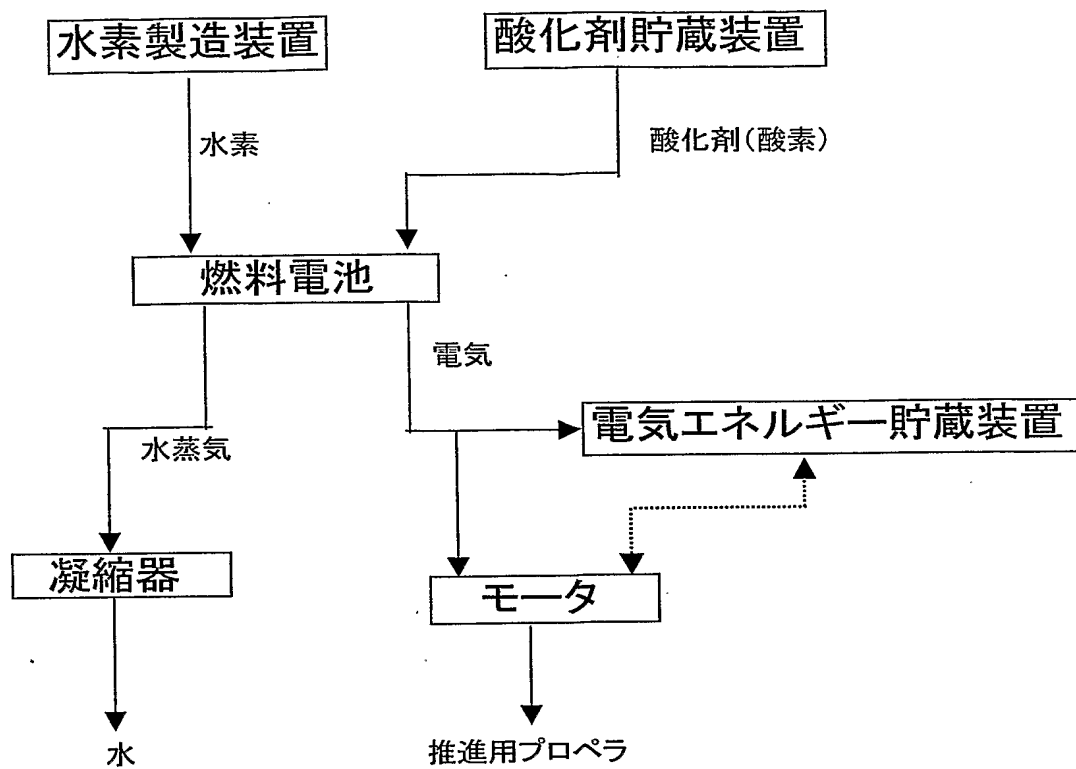 水素製造装置
酸化剤貯蔵装置
水素
酸化剤(酸素)
燃料電池
電気
電気エネルギー貯蔵装置
水蒸気
凝縮器
モータ
水
推進用プロペラ